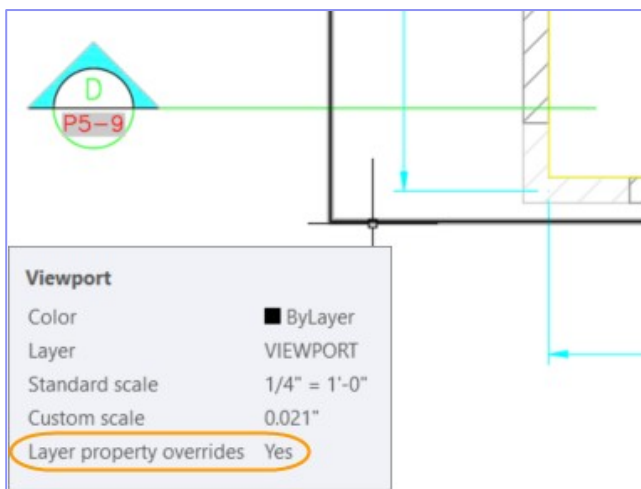 D
P5-9
Viewport
Color ByLayer
Layer VIEWPORT
Standard scale 1/4" = 1'-0"
Custom scale 0.021"
Layer property overrides Yes